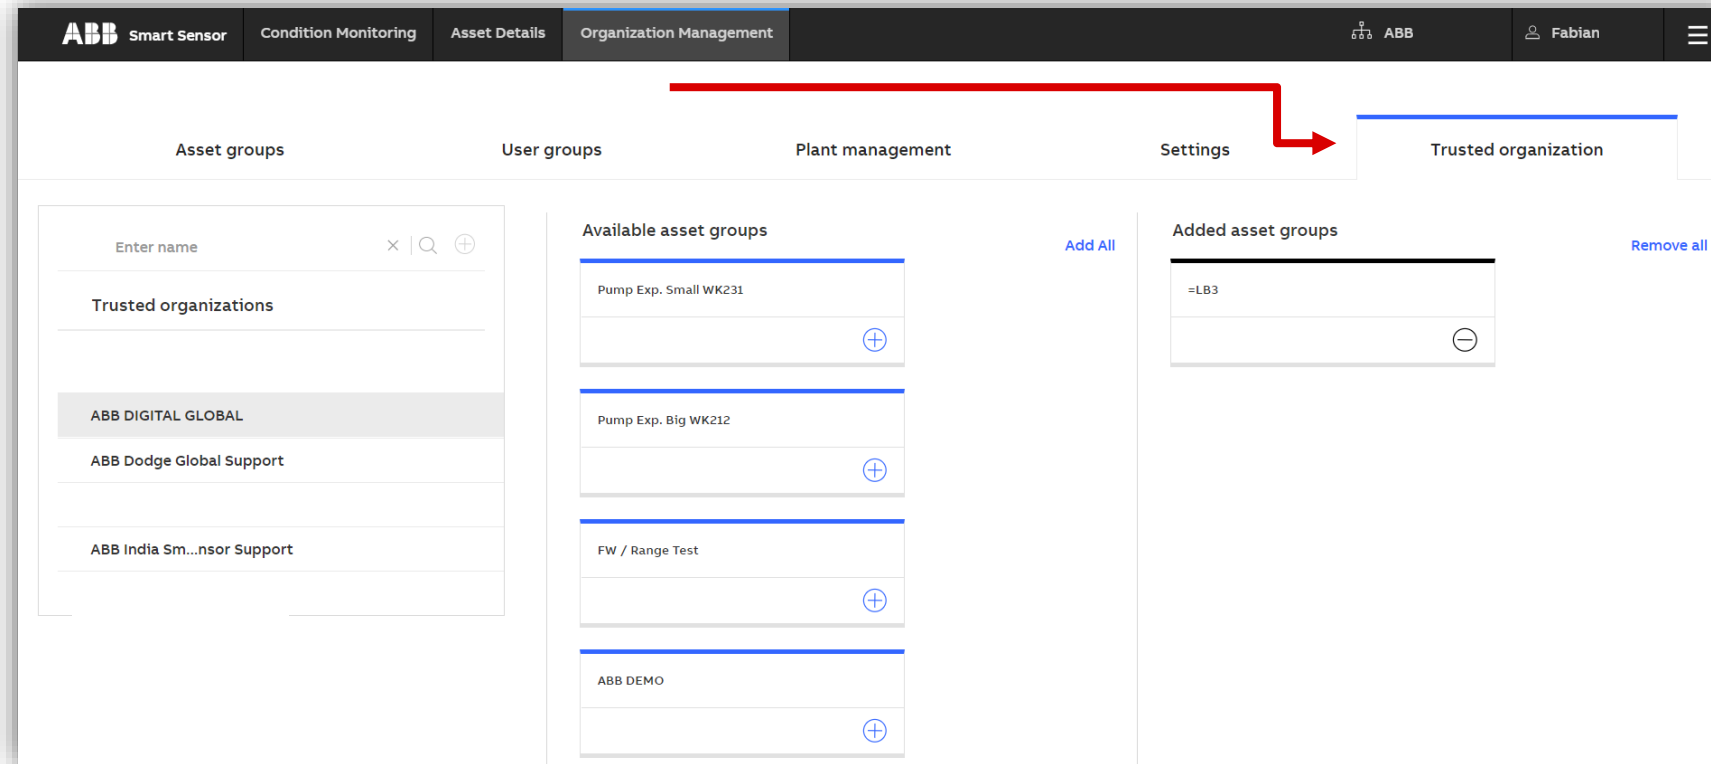 ABB Smart Sensor Condition Monitoring Asset Details Organization Management ABB Fabian
Asset groups User groups Plant management Settings Trusted organization
Enter name
Trusted organizations
ABB DIGITAL GLOBAL
ABB Dodge Global Support
ABB India Sm...nsor Support
Available asset groups
Add All
Pump Exp. Small WK231
Pump Exp. Big WK212
FW / Range Test
ABB DEMO
Added asset groups
Remove all
=LB3